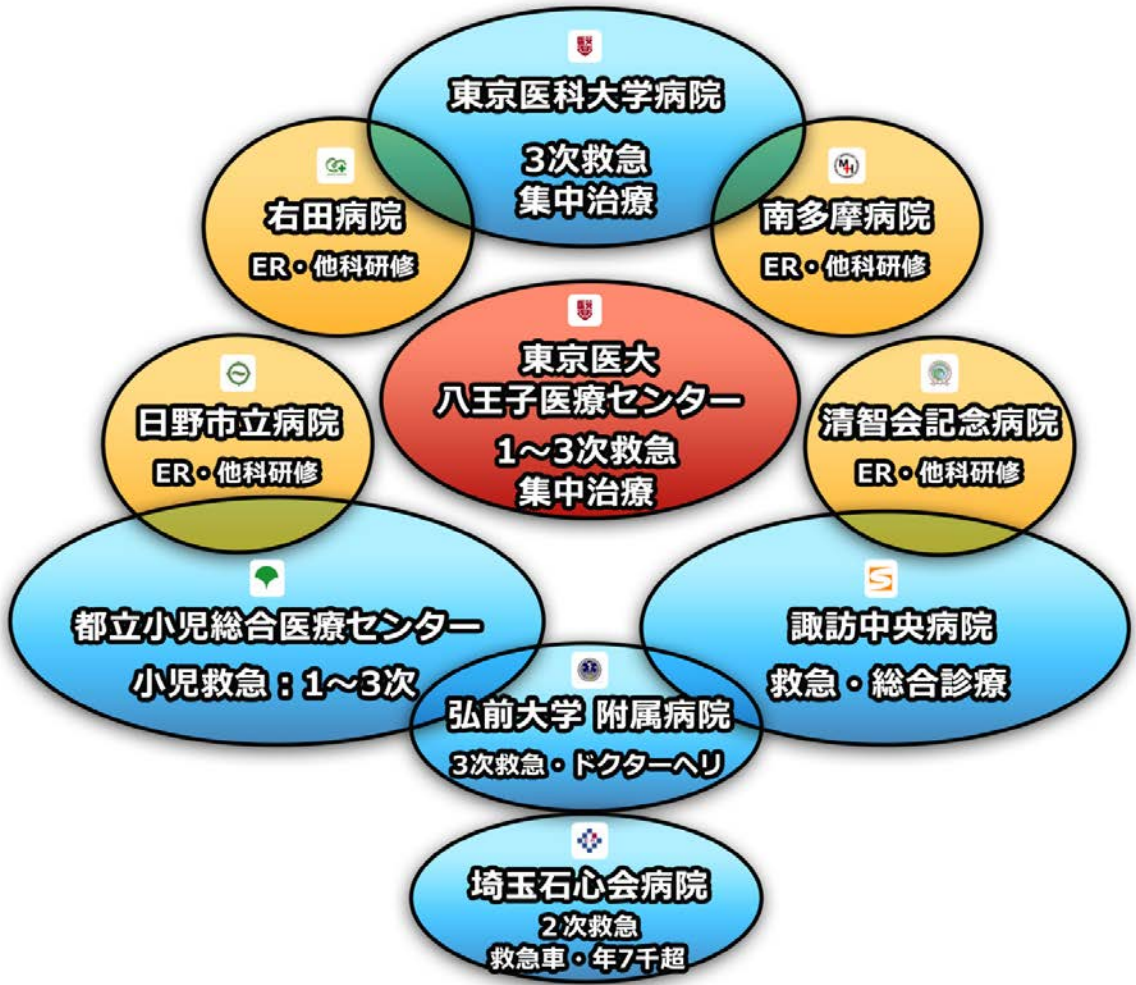 東京医科大学病院
3次救急
集中治療
右田病院
ER・他科研修
MH
南多摩病院
ER・他科研修
東京医大
八王子医療センター
1~3次救急
集中治療
日野市立病院
ER・他科研修
清智会記念病院
ER・他科研修
都立小児総合医療センター
小児救急:1~3次
諏訪中央病院
救急・総合診療
弘前大学 附属病院
3次救急・ドクターヘリ
埼玉石心会病院
2次救急
救急車・年7千超